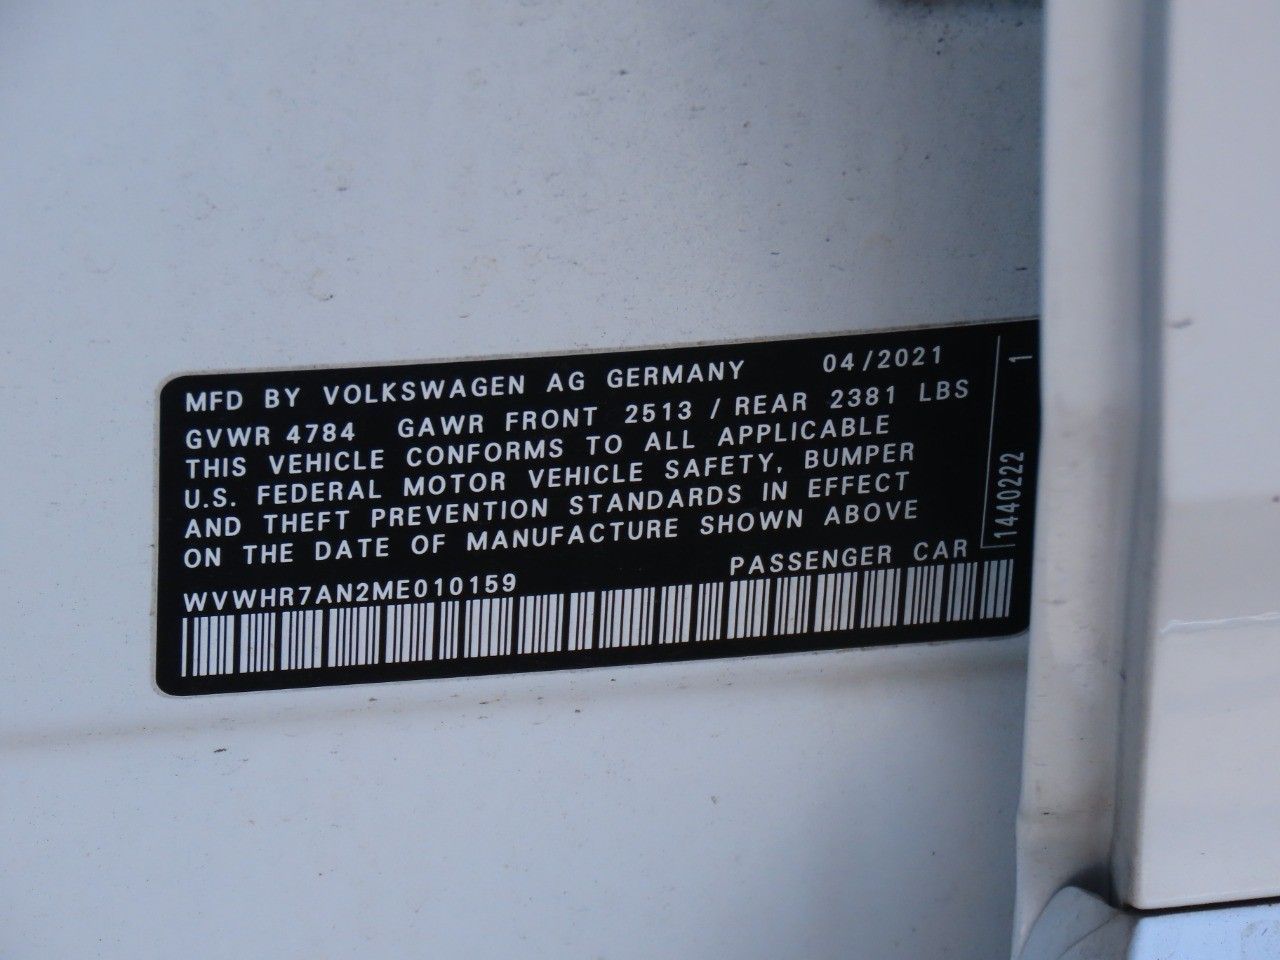 MFD BY VOLKSWAGEN AG GERMANY 04/2021
GVWR 4784 GAWR FRONT 2513 / REAR 2381 LBS
THIS VEHICLE CONFORMS TO ALL APPLICABLE
U.S. FEDERAL MOTOR VEHICLE SAFETY, BUMPER
AND THEFT PREVENTION STANDARDS IN EFFECT
ON THE DATE OF MANUFACTURE SHOWN ABOVE
PASSENGER CAR
WVWHR7AN2ME010159
1440222 1